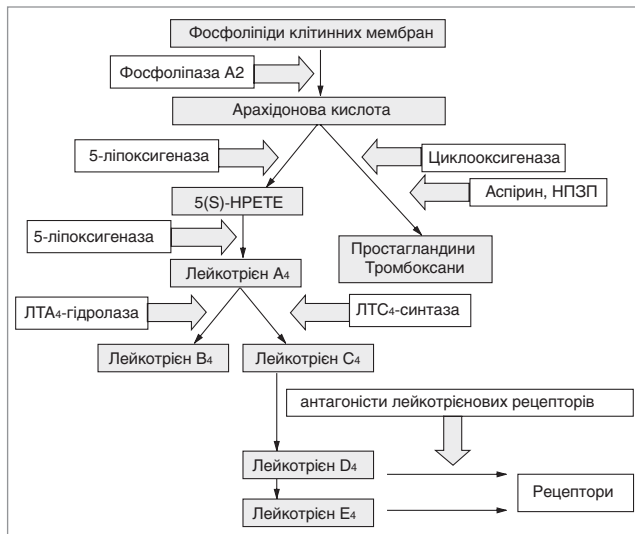 Фосфоліпіди клітинних мембран
Фосфоліпаза А2
Арахідонова кислота
5-ліпоксигеназа
Циклооксигеназа
Аспірин, НПЗП
5(S)-HPETE
5-ліпоксигеназа
Простагландини
Тромбоксани
Лейкотрієн А4
ЛТА4-гідролаза
ЛТС4-синтаза
Лейкотрієн В4
Лейкотрієн С4
антагоністи лейкотрієнових рецепторів
Лейкотрієн D4
Рецептори
Лейкотрієн Е4